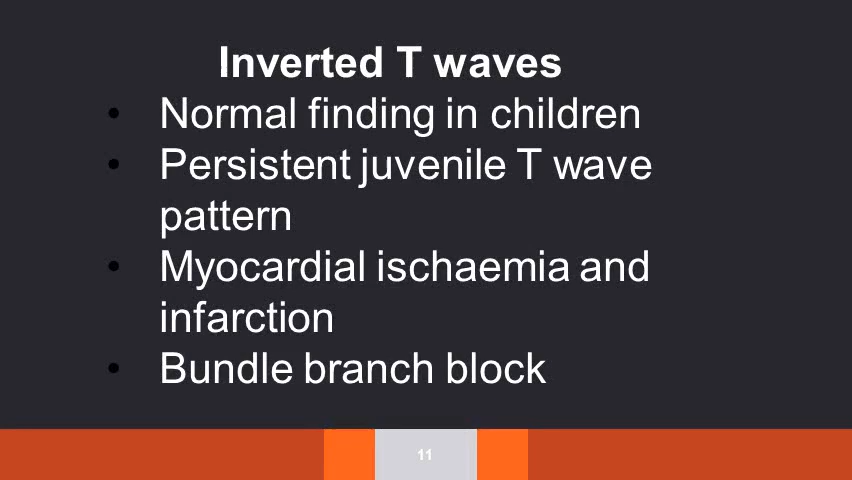 Inverted T waves
• Normal finding in children
• Persistent juvenile T wave
pattern
• Myocardial ischaemia and
infarction
• Bundle branch block
11